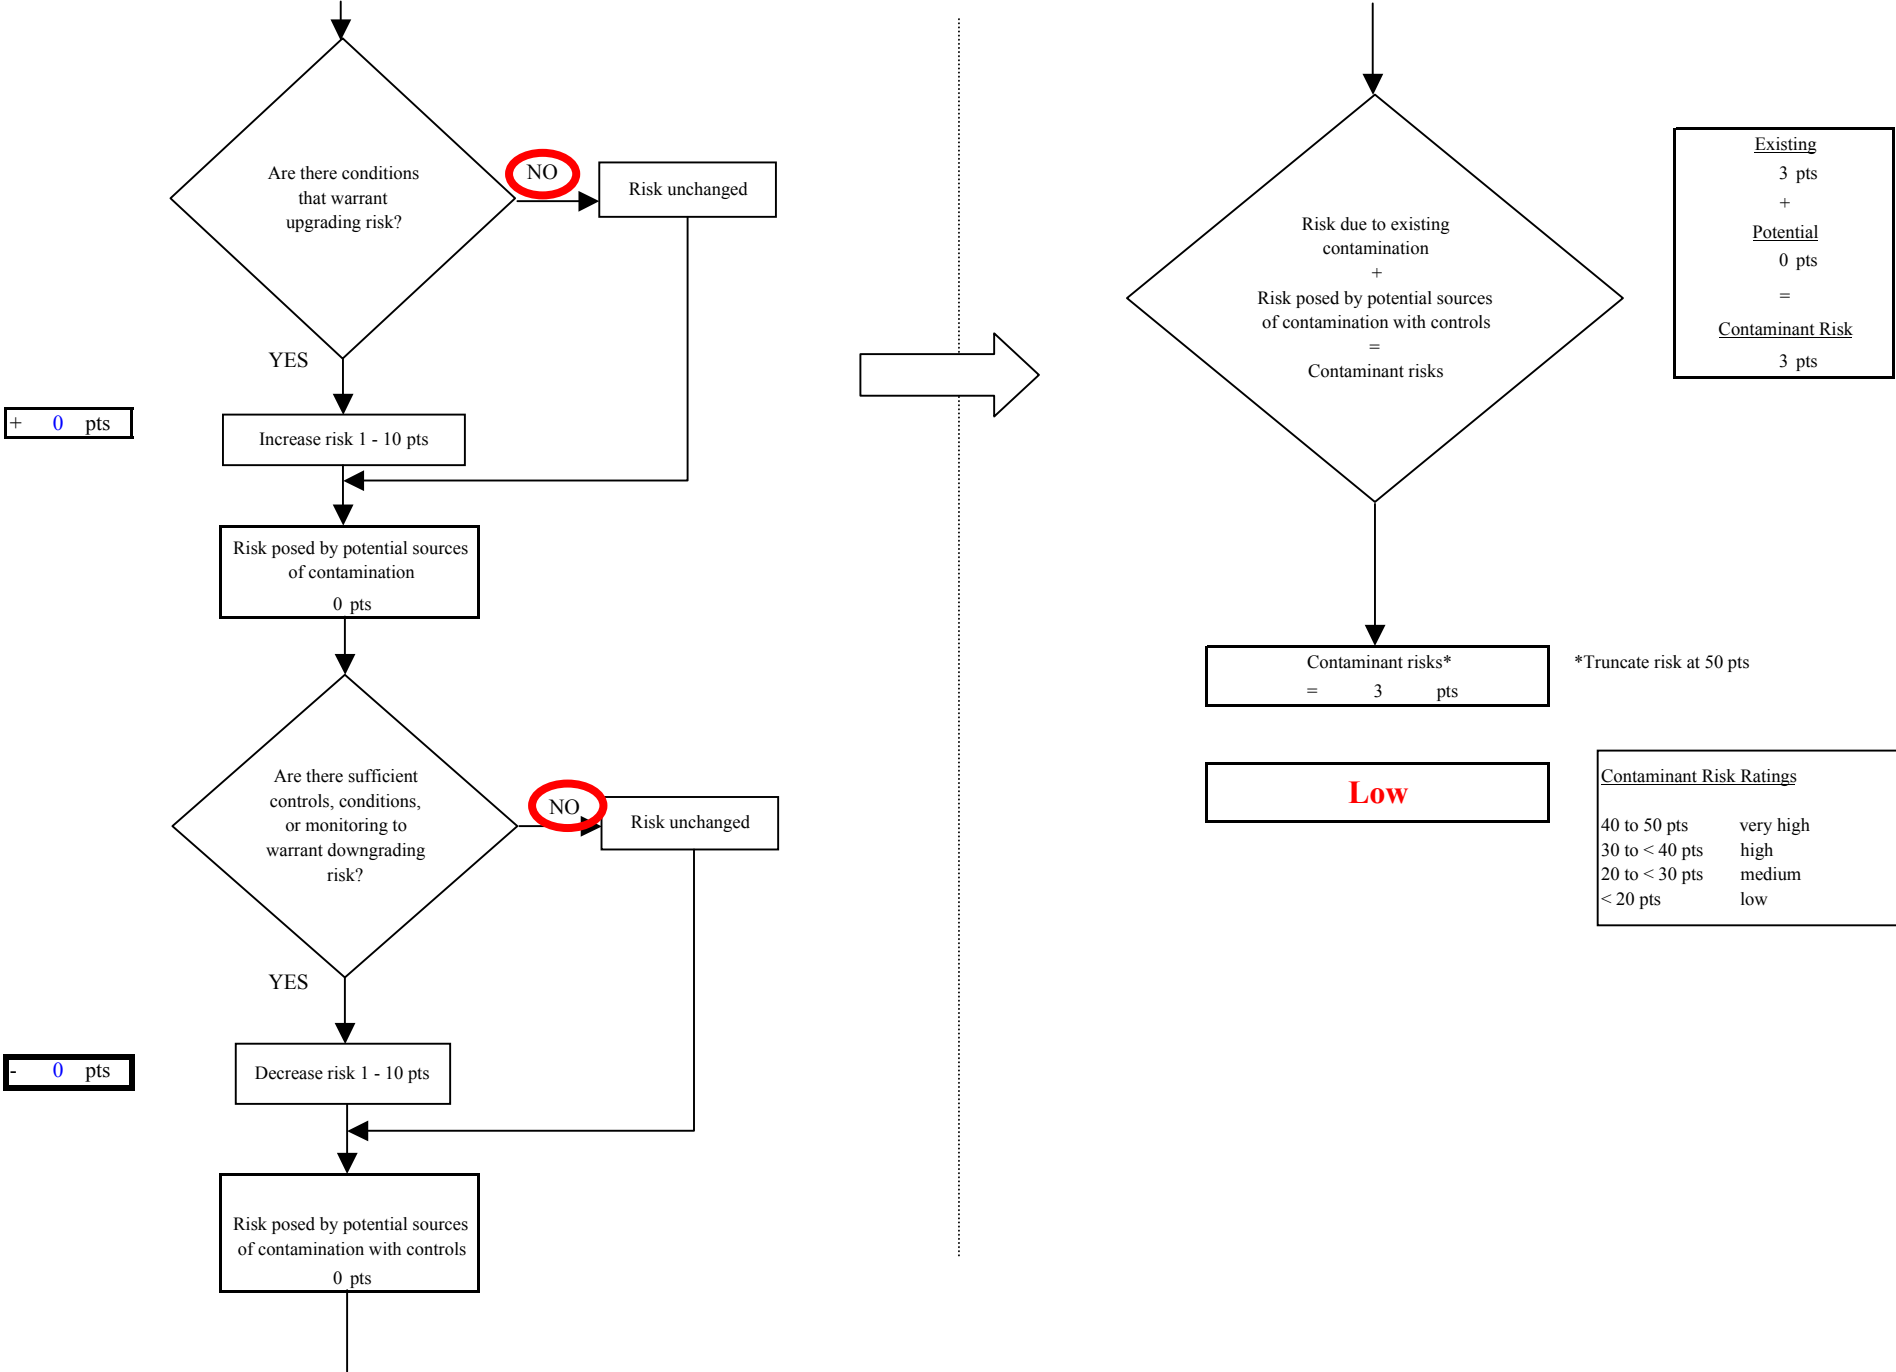 Are there conditions
that warrant
upgrading risk?
NO
Risk unchanged
YES
+ 0 pts
Increase risk 1 - 10 pts
Risk posed by potential sources
of contamination
0 pts
Are there sufficient
controls, conditions,
or monitoring to
warrant downgrading
risk?
NO
Risk unchanged
YES
- 0 pts
Decrease risk 1 - 10 pts
Risk posed by potential sources
of contamination with controls
0 pts
Risk due to existing
contamination
+
Risk posed by potential sources
of contamination with controls
=
Contaminant risks
Existing
3 pts
+
Potential
0 pts
=
Contaminant Risk
3 pts
Contaminant risks*
= 3 pts
*Truncate risk at 50 pts
Low
Contaminant Risk Ratings
40 to 50 pts very high
30 to < 40 pts high
20 to < 30 pts medium
< 20 pts low